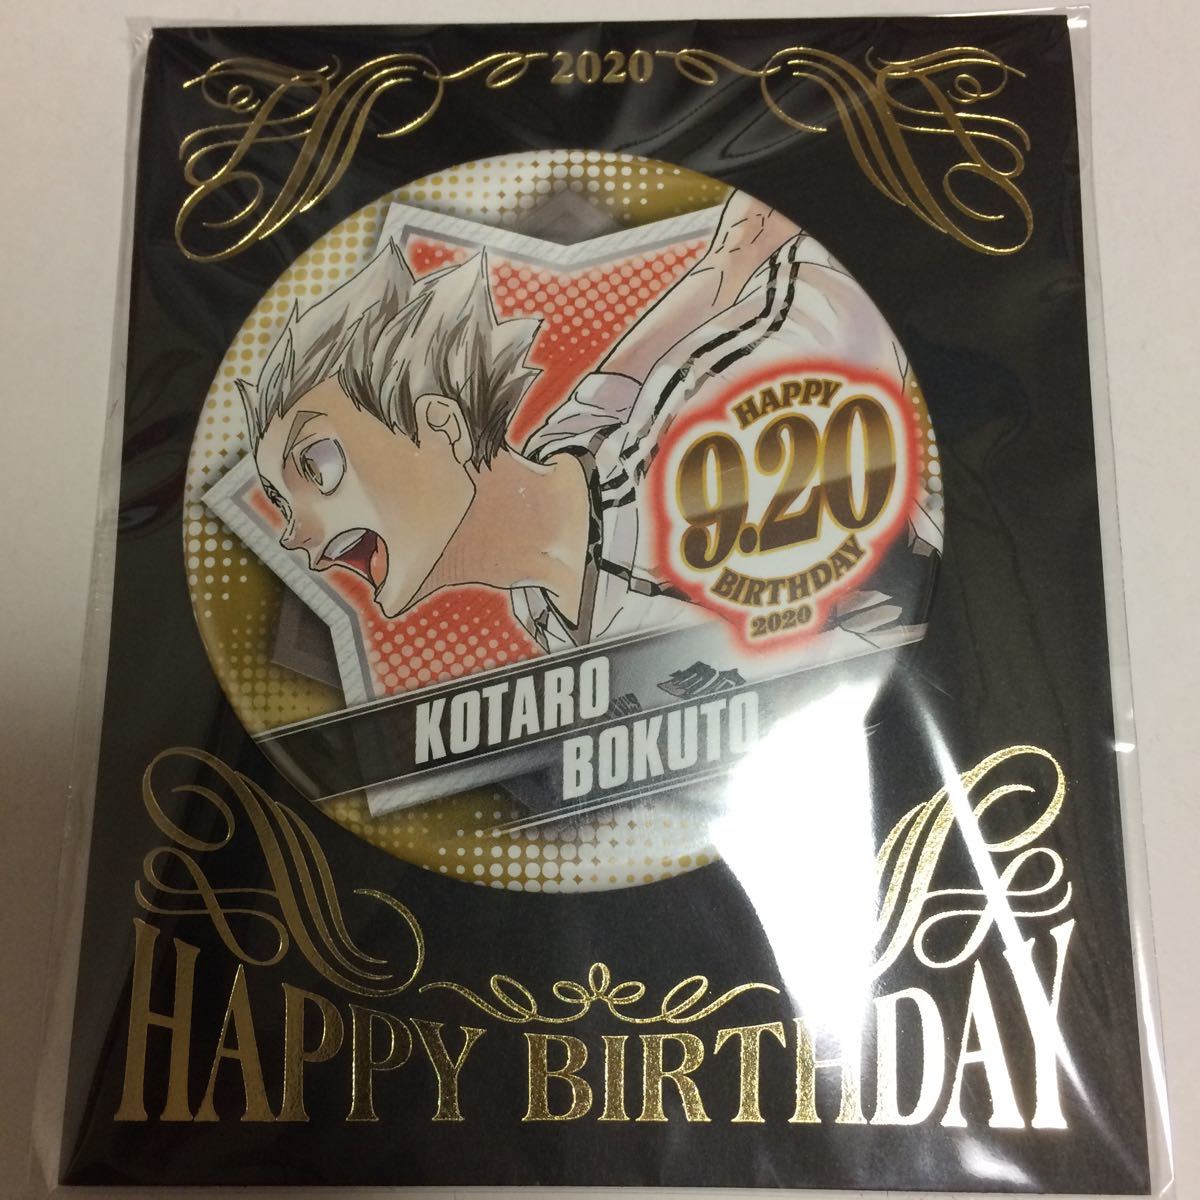 2020
HAPPY
9.20
BIRTHDAY
2020
KOTARO
BOKUTO
HAPPY BIRTHDAY